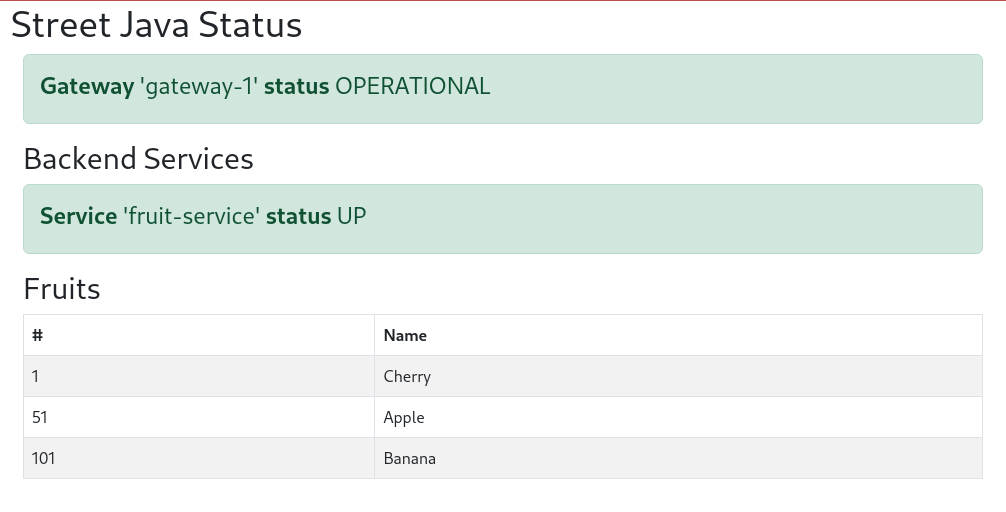 Street Java Status
Gateway 'gateway-1' status OPERATIONAL
Backend Services
Service 'fruit-service' status UP
Fruits
# Name
1 Cherry
51 Apple
101 Banana